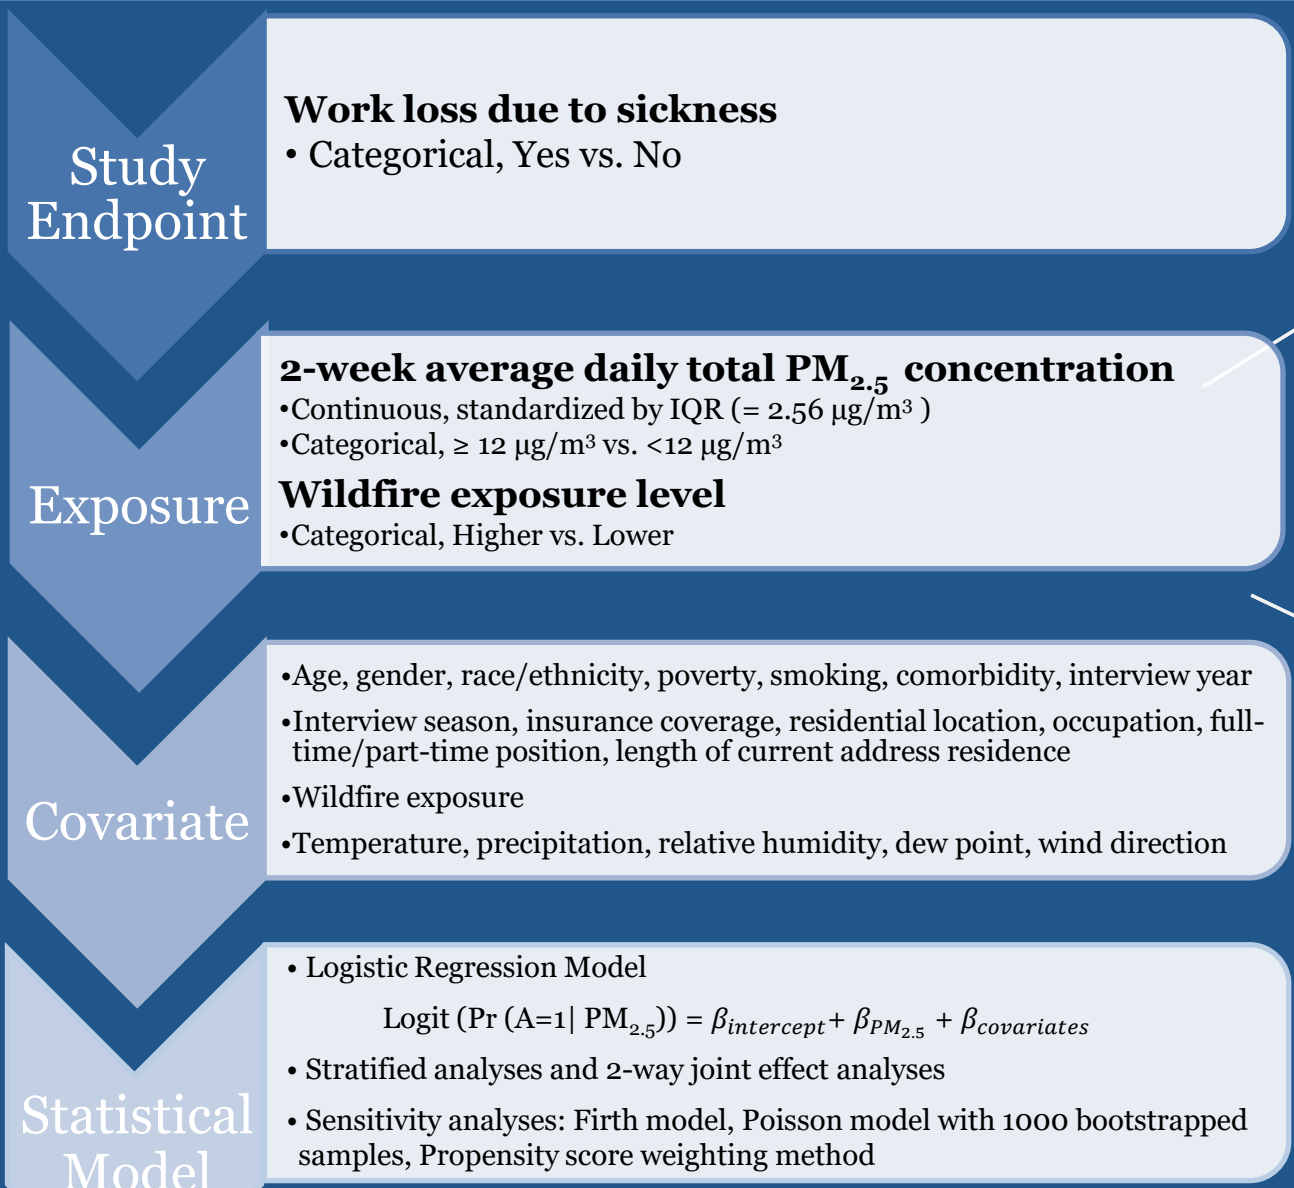 Study
Endpoint
Work loss due to sickness
• Categorical, Yes vs. No
Exposure
2-week average daily total PM₂.₅ concentration
•Continuous, standardized by IQR (= 2.56 µg/m³ )
•Categorical, ≥ 12 µg/m³ vs. <12 µg/m³
Wildfire exposure level
•Categorical, Higher vs. Lower
Covariate
•Age, gender, race/ethnicity, poverty, smoking, comorbidity, interview year
•Interview season, insurance coverage, residential location, occupation, full-
time/part-time position, length of current address residence
•Wildfire exposure
•Temperature, precipitation, relative humidity, dew point, wind direction
Statistical
Model
• Logistic Regression Model
Logit (Pr (A=1| PM₂.₅)) = β_intercept + β_PM₂.₅ + β_covariates
• Stratified analyses and 2-way joint effect analyses
• Sensitivity analyses: Firth model, Poisson model with 1000 bootstrapped
samples, Propensity score weighting method